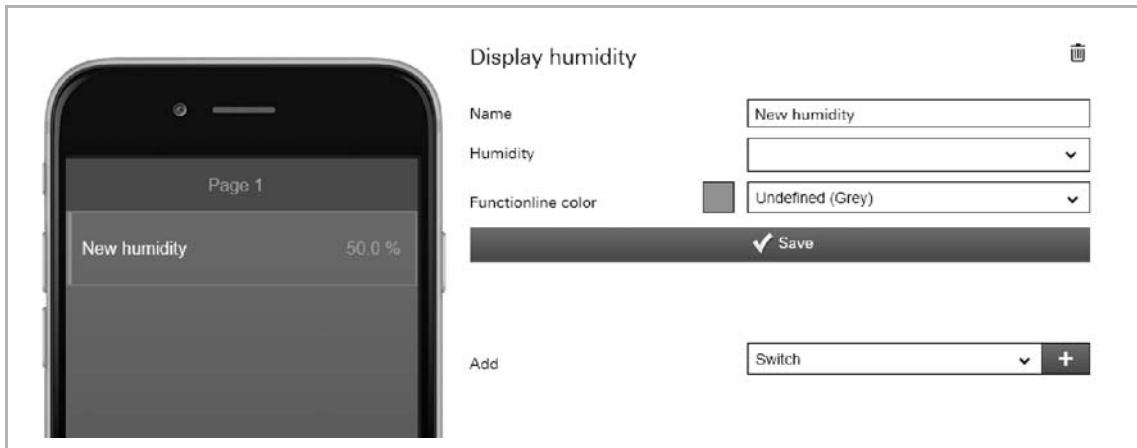 Page 1
New humidity 50.0 %
Display humidity
Name New humidity
Humidity
Functionline color Undefined (Grey)
Save
Add Switch +